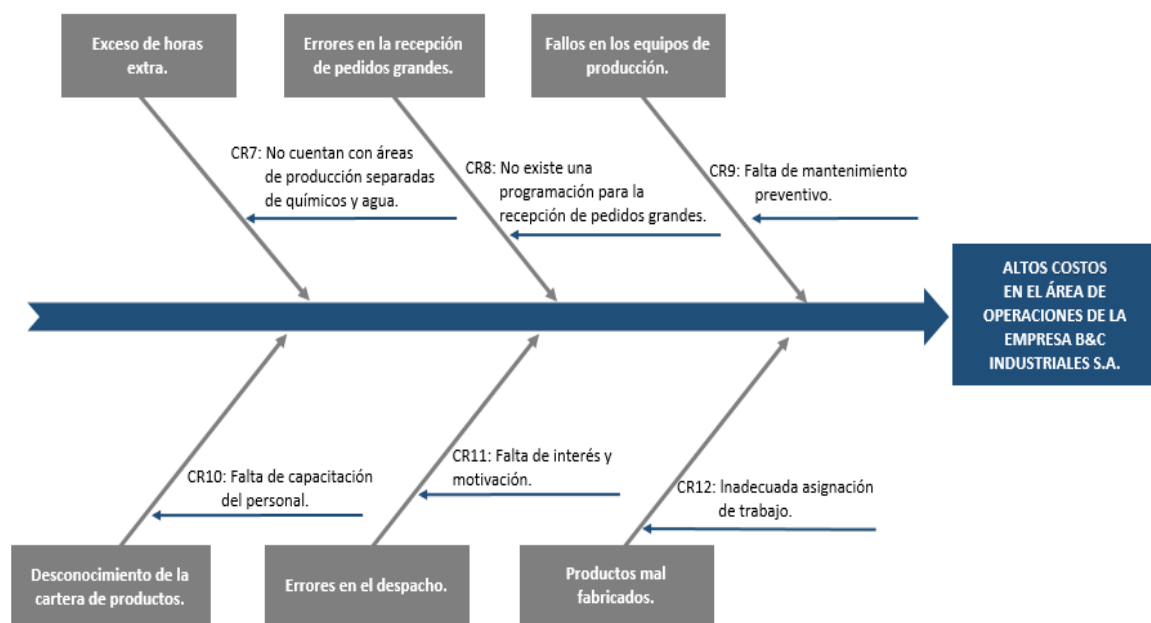 Exceso de horas
extra.
Errores en la recepción
de pedidos grandes.
Fallos en los equipos de
producción.
CR7: No cuentan con áreas
de producción separadas
de químicos y agua.
CR8: No existe una
programación para la
recepción de pedidos grandes.
CR9: Falta de mantenimiento
preventivo.
ALTOS COSTOS
EN EL ÁREA DE
OPERACIONES DE LA
EMPRESA B&C
INDUSTRIALES S.A.
CR10: Falta de capacitación
del personal.
CR11: Falta de interés y
motivación.
CR12: Inadecuada asignación
de trabajo.
Desconocimiento de la
cartera de productos.
Errores en el despacho.
Productos mal
fabricados.